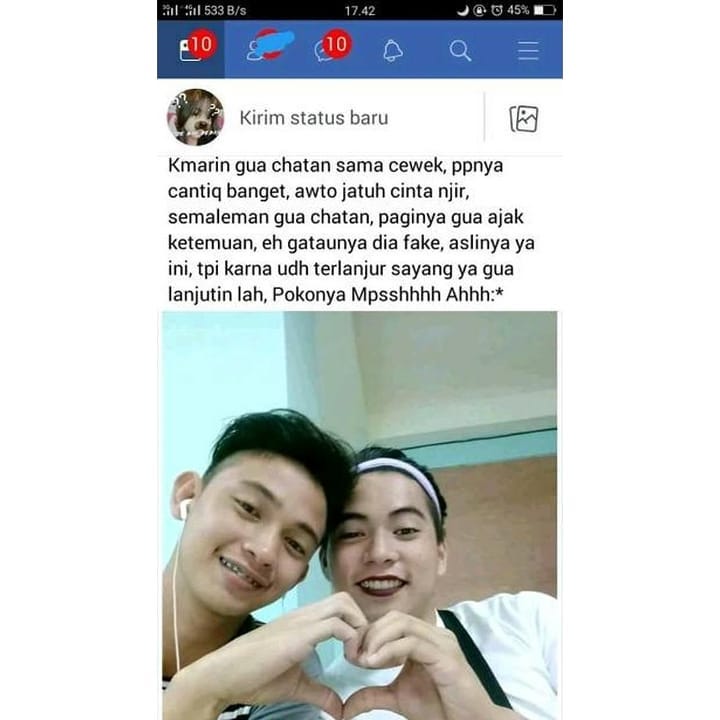 3G 4G 533 B/s 17.42 45%
10 10
Kirim status baru
Kmarin gua chatan sama cewek, ppnya
cantiq banget, awto jatuh cinta njir,
semaleman gua chatan, paginya gua ajak
ketemuan, eh gataunya dia fake, aslinya ya
ini, tpi karna udh terlanjur sayang ya gua
lanjutin lah, Pokonya Mpsshhhh Ahhh:*